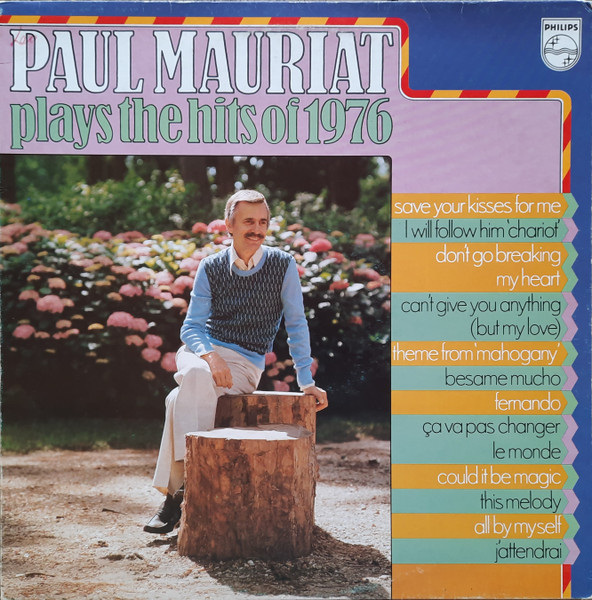 PAUL MAURIAT
plays the hits of 1976
PHILIPS
save your kisses for me
I will follow him 'chariot'
don't go breaking
my heart
can't give you anything
(but my love)
theme from 'mahogany'
besame mucho
fernando
ça va pas changer
le monde
could it be magic
this melody
all by myself
j'attendrai